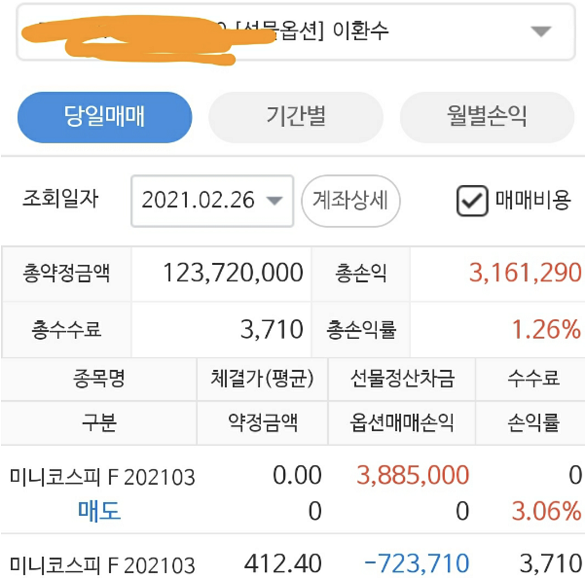 [선물옵션] 이환수
당일매매 기간별 월별손익
조회일자 2021.02.26 계좌상세 매매비용
총약정금액 123,720,000 총손익 3,161,290
총수수료 3,710 총손익률 1.26%
종목명 체결가(평균) 선물정산차금 수수료
구분 약정금액 옵션매매손익 손익률
미니코스피 F 202103 0.00 3,885,000 0
매도 0 0 3.06%
미니코스피 F 202103 412.40 -723,710 3,710